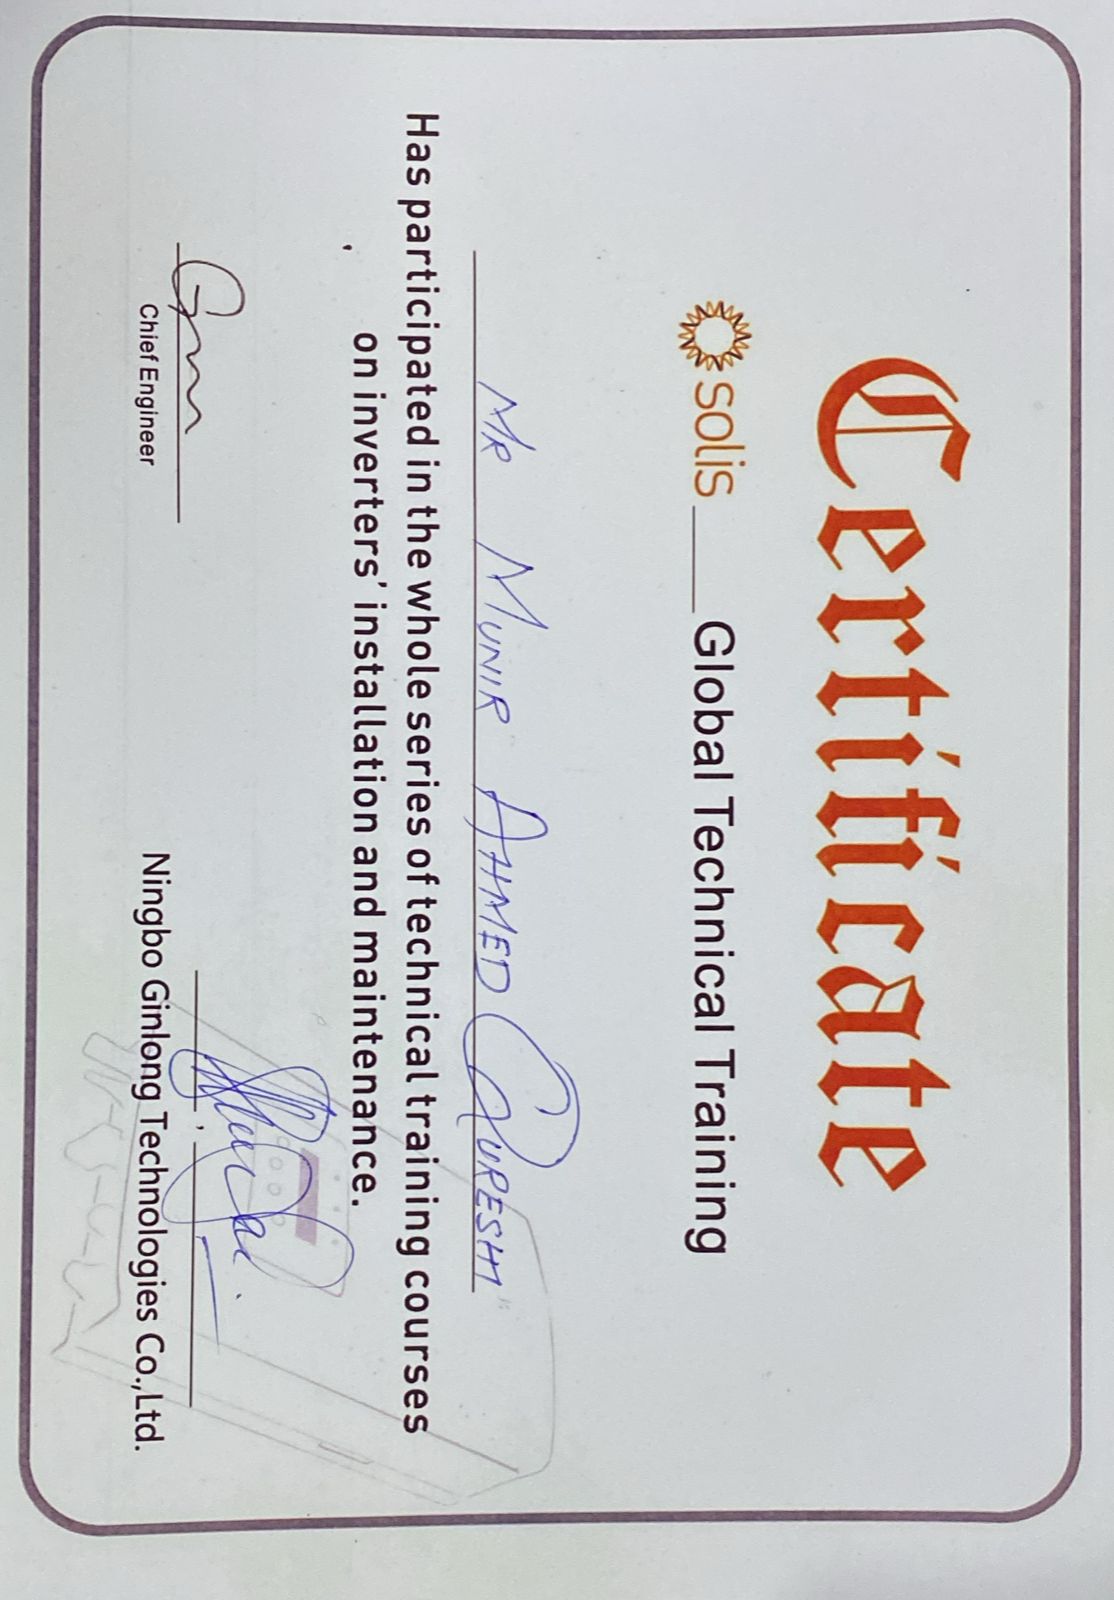 Certificate
solis ____ Global Technical Training
MR MUNIR AHMED QURESHI
Has participated in the whole series of technical training courses
on inverters' installation and maintenance.
Chief Engineer
Ningbo Ginlong Technologies Co.,Ltd.